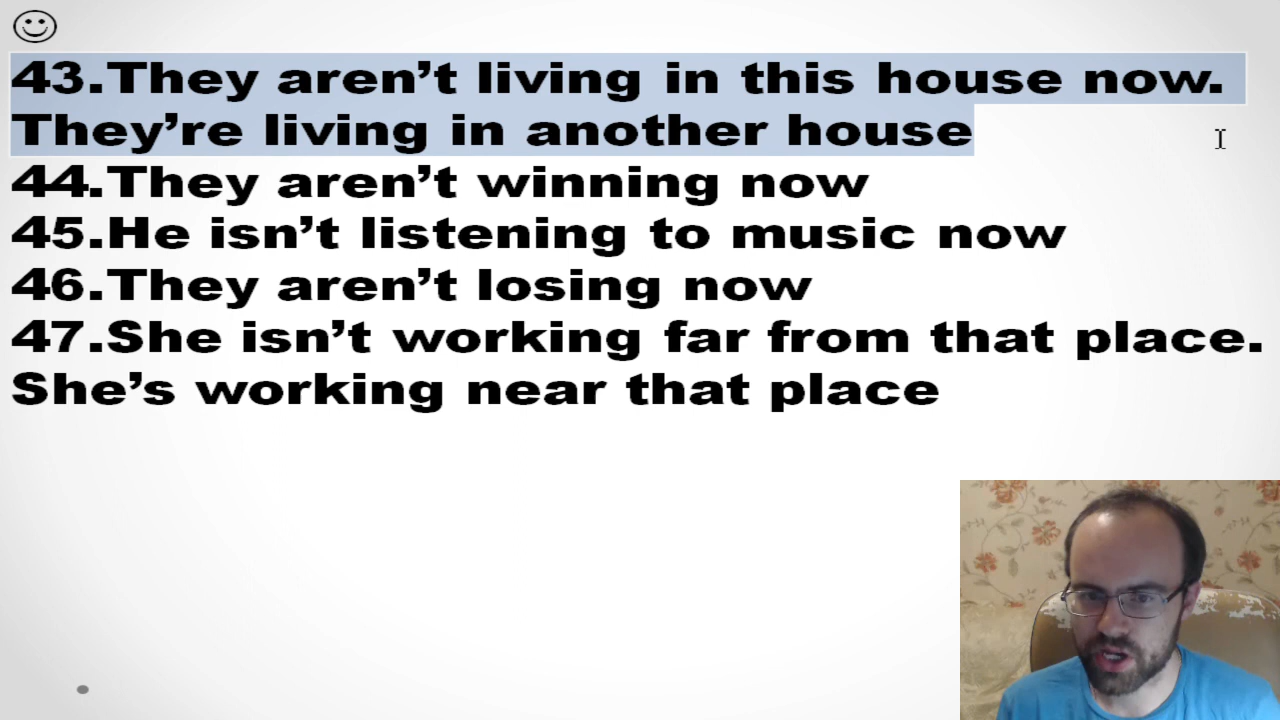 43.They aren’t living in this house now.
They’re living in another house
44.They aren’t winning now
45.He isn’t listening to music now
46.They aren’t losing now
47.She isn’t working far from that place.
She’s working near that place